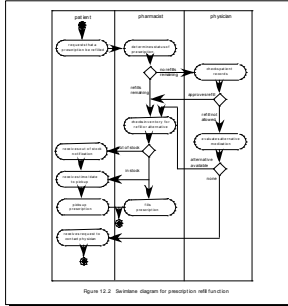 patient
pharmacist
physician
requests that a prescription be refilled
determines status of prescription
no refills remaining
checks patient records
refills remaining
approves refill
checks inventory for refill or alternative
refill not allowed
evaluates alternative medication
out of stock
receives out of stock notification
alternative available
none
in stock
receives time/date to pick up
picks up prescription
fills prescription
receives request to contact physician
Figure 12.2 Swimlane diagram for prescription refill function